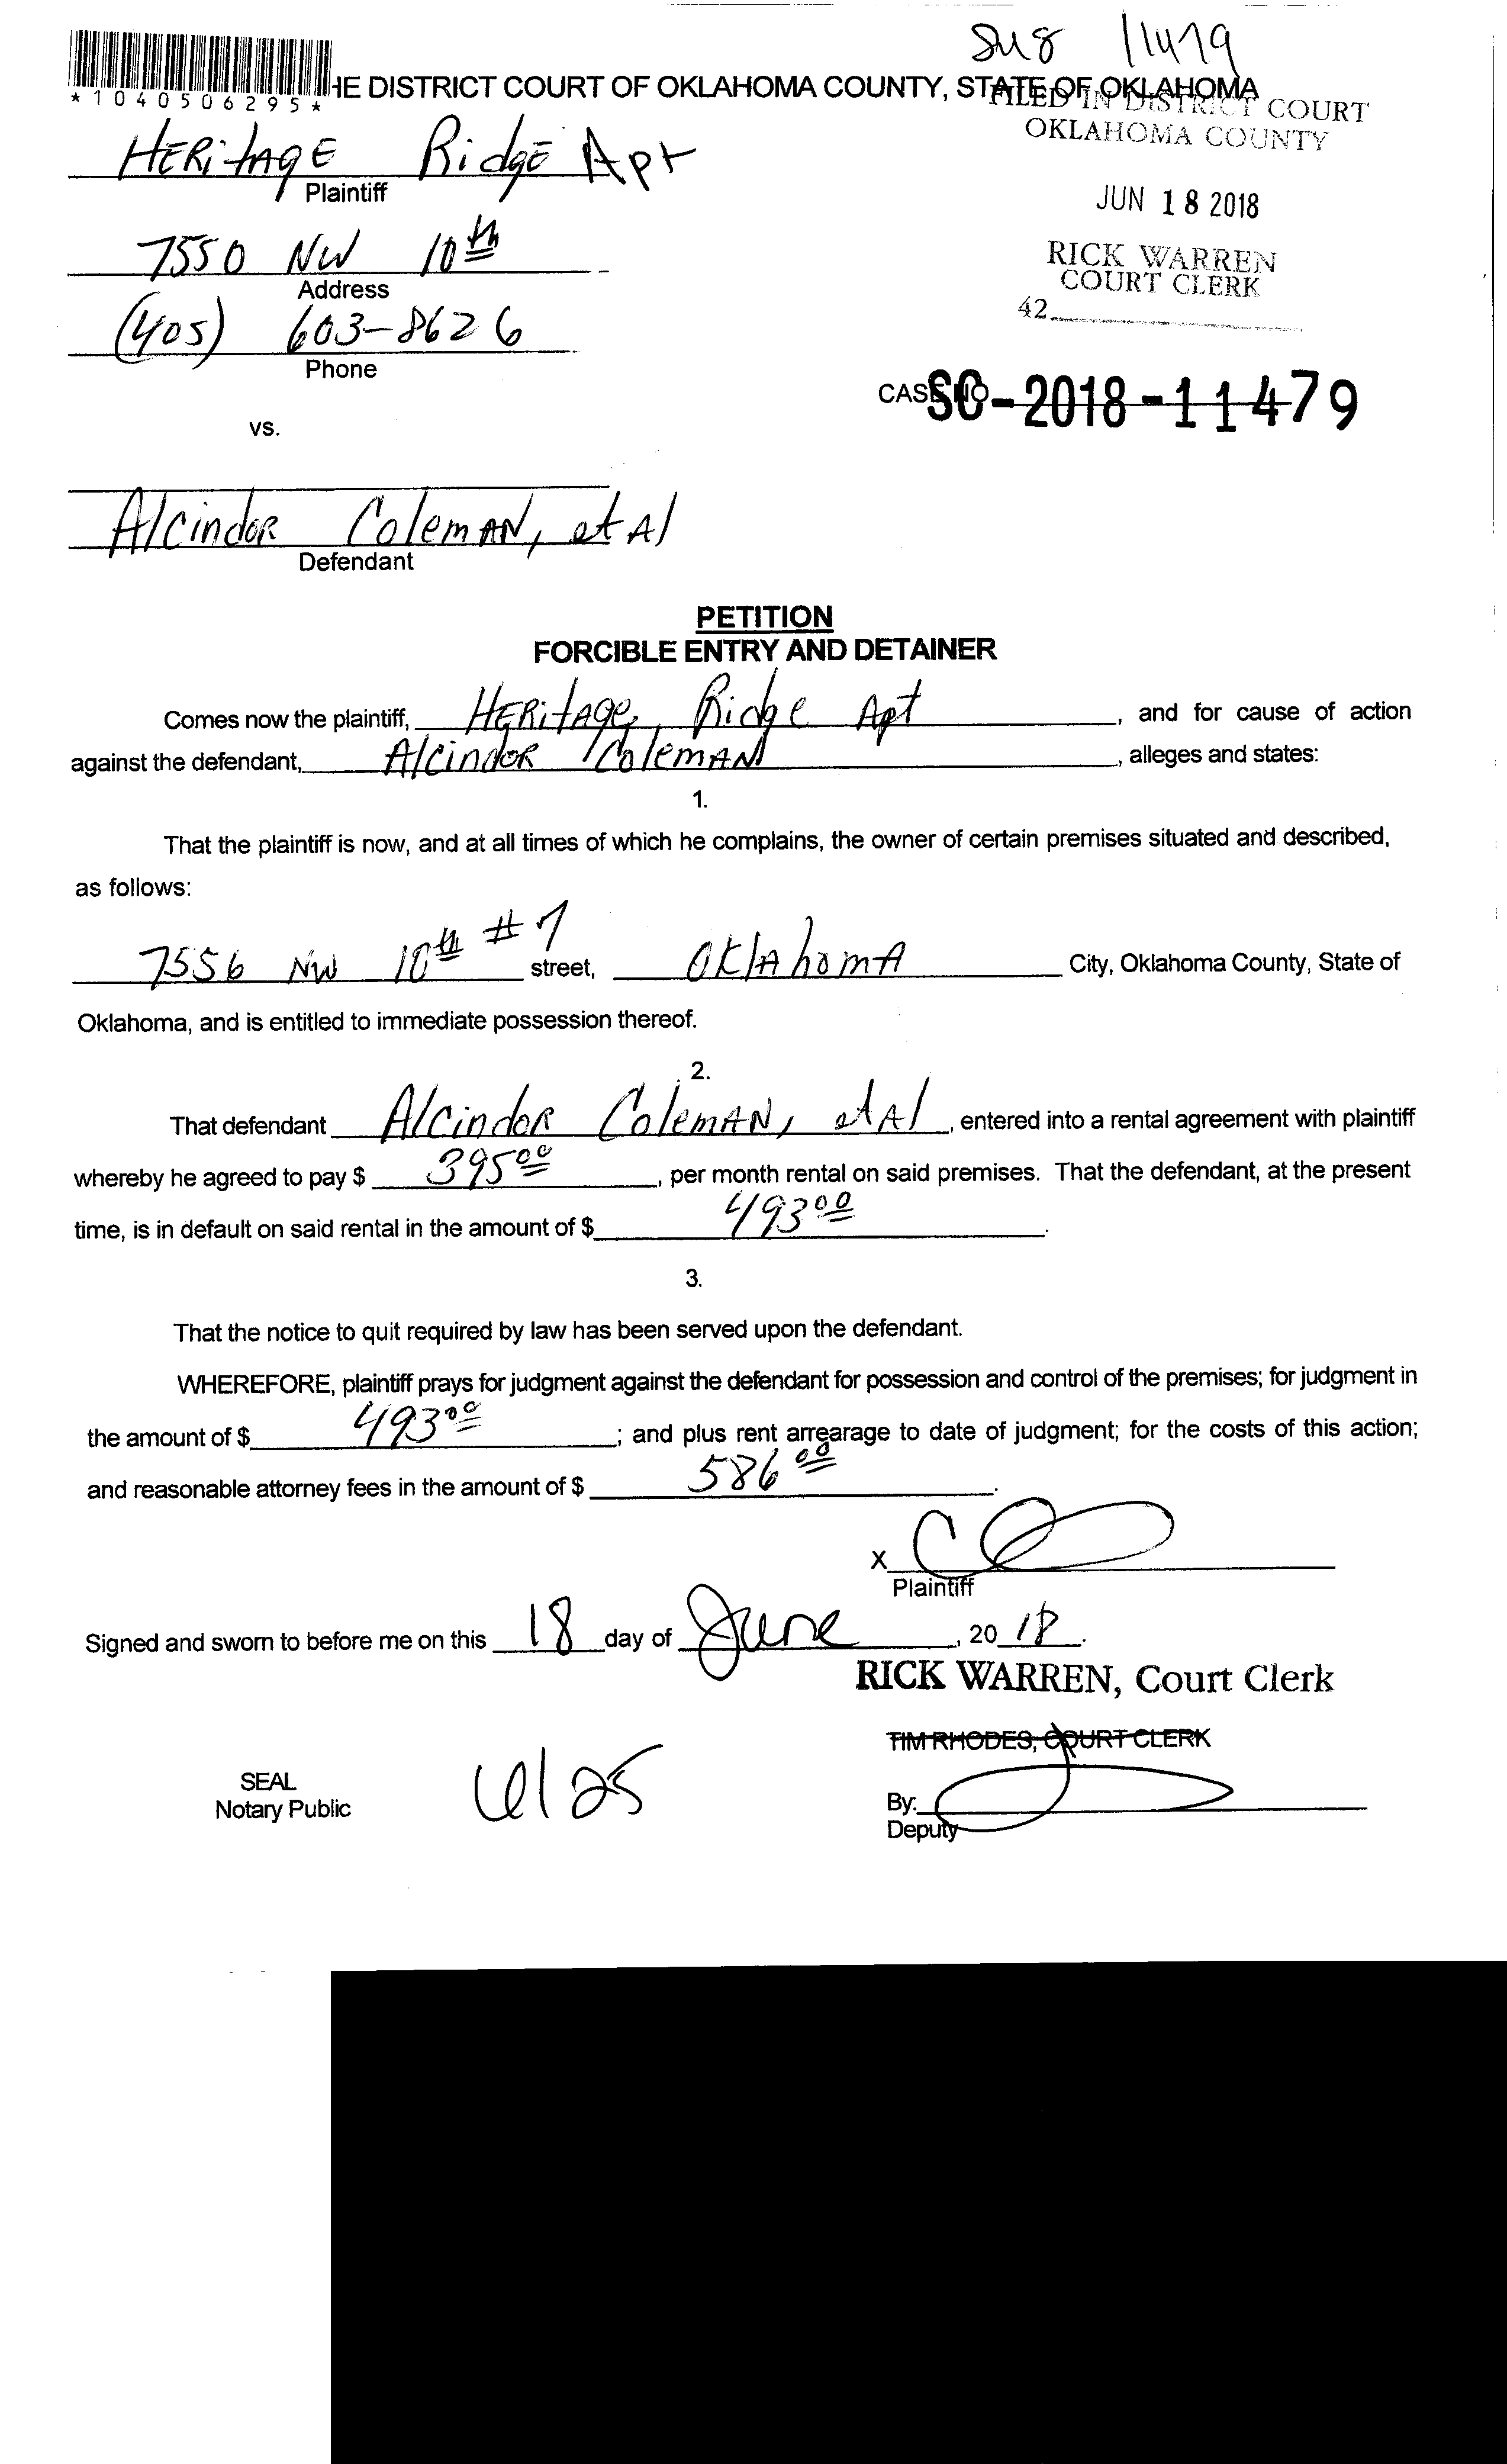 SM8 11479
*1040506295*
HE DISTRICT COURT OF OKLAHOMA COUNTY, STATE OF OKLAHOMA
FILED IN DISTRICT COURT
OKLAHOMA COUNTY
HERitAgE Ridge Apt
Plaintiff
JUN 18 2018
7550 NW 10th
Address
RICK WARREN
COURT CLERK
42
(405) 603-8626
Phone
CASE NO
SC-2018-11479
vs.
AlcindoR ColemAN, et Al
Defendant
PETITION
FORCIBLE ENTRY AND DETAINER
Comes now the plaintiff, HERitAge Ridge Apt, and for cause of action
against the defendant, AlcindoR ColemAN, alleges and states:
1.
That the plaintiff is now, and at all times of which he complains, the owner of certain premises situated and described,
as follows:
7556 NW 10th #7 street, OklAhomA City, Oklahoma County, State of
Oklahoma, and is entitled to immediate possession thereof.
2.
That defendant AlcindoR ColemAN, et Al, entered into a rental agreement with plaintiff
whereby he agreed to pay $ 395 00, per month rental on said premises. That the defendant, at the present
time, is in default on said rental in the amount of $ 493 00.
3.
That the notice to quit required by law has been served upon the defendant.
WHEREFORE, plaintiff prays for judgment against the defendant for possession and control of the premises; for judgment in
the amount of $ 493 00; and plus rent arrearage to date of judgment; for the costs of this action;
and reasonable attorney fees in the amount of $ 586 00.
X
Plaintiff
Signed and sworn to before me on this 18 day of June, 20 18.
RICK WARREN, Court Clerk
TIM RHODES, COURT CLERK
SEAL
Notary Public
By:
Deputy